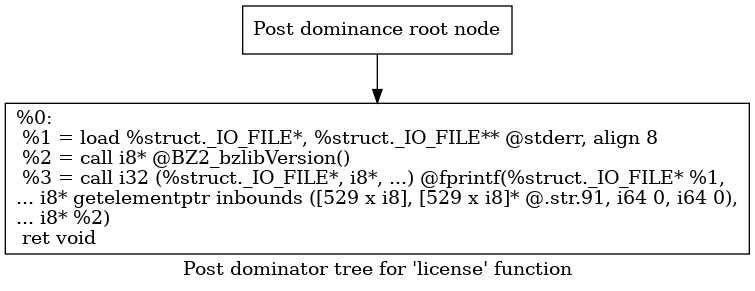 Post dominance root node
%0:
%1 = load %struct._IO_FILE*, %struct._IO_FILE** @stderr, align 8
%2 = call i8* @BZ2_bzlibVersion()
%3 = call i32 (%struct._IO_FILE*, i8*, ...) @fprintf(%struct._IO_FILE* %1,
... i8* getelementptr inbounds ([529 x i8], [529 x i8]* @.str.91, i64 0, i64 0),
... i8* %2)
ret void
Post dominator tree for 'license' function